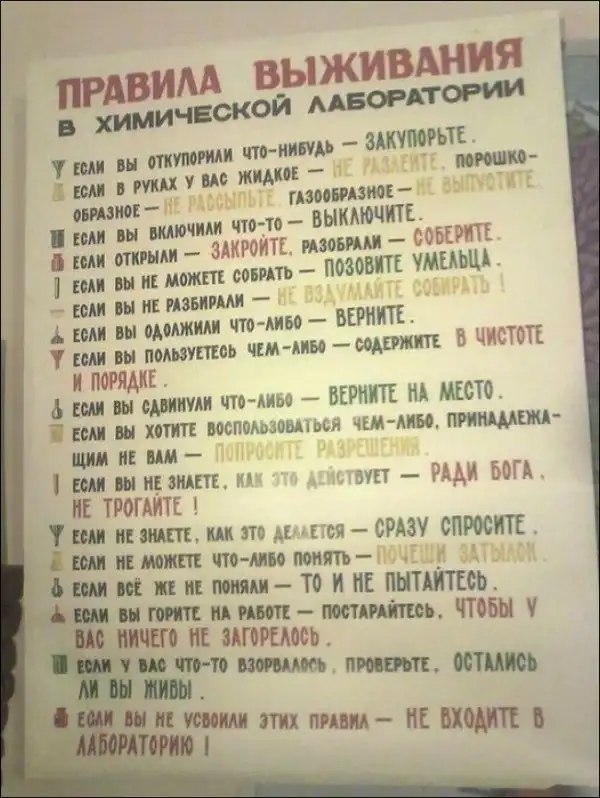 ПРАВИЛА ВЫЖИВАНИЯ
В ХИМИЧЕСКОЙ ЛАБОРАТОРИИ
ЕСЛИ ВЫ ОТКУПОРИЛИ ЧТО-НИБУДЬ — ЗАКУПОРЬТЕ.
ЕСЛИ В РУКАХ У ВАС ЖИДКОЕ — НЕ РАЗЛЕЙТЕ, ПОРОШКО-
ОБРАЗНОЕ — НЕ РАССЫПЬТЕ, ГАЗООБРАЗНОЕ — НЕ ВЫПУСТИТЕ.
ЕСЛИ ВЫ ВКЛЮЧИЛИ ЧТО-ТО — ВЫКЛЮЧИТЕ.
ЕСЛИ ОТКРЫЛИ — ЗАКРОЙТЕ, РАЗОБРАЛИ — СОБЕРИТЕ.
ЕСЛИ ВЫ НЕ МОЖЕТЕ СОБРАТЬ — ПОЗОВИТЕ УМЕЛЬЦА.
ЕСЛИ ВЫ НЕ РАЗБИРАЛИ — НЕ ВЗДУМАЙТЕ СОБИРАТЬ!
ЕСЛИ ВЫ ОДОЛЖИЛИ ЧТО-ЛИБО — ВЕРНИТЕ.
ЕСЛИ ВЫ ПОЛЬЗУЕТЕСЬ ЧЕМ-ЛИБО — СОДЕРЖИТЕ В ЧИСТОТЕ
И ПОРЯДКЕ.
ЕСЛИ ВЫ СДВИНУЛИ ЧТО-ЛИБО — ВЕРНИТЕ НА МЕСТО.
ЕСЛИ ВЫ ХОТИТЕ ВОСПОЛЬЗОВАТЬСЯ ЧЕМ-ЛИБО, ПРИНАДЛЕЖА-
ЩИМ НЕ ВАМ — ПОПРОСИТЕ РАЗРЕШЕНИЯ.
ЕСЛИ ВЫ НЕ ЗНАЕТЕ, КАК ЭТО ДЕЙСТВУЕТ — РАДИ БОГА,
НЕ ТРОГАЙТЕ!
ЕСЛИ НЕ ЗНАЕТЕ, КАК ЭТО ДЕЛАЕТСЯ — СРАЗУ СПРОСИТЕ.
ЕСЛИ НЕ МОЖЕТЕ ЧТО-ЛИБО ПОНЯТЬ — ПОЧЕШИ ЗАТЫЛОК.
ЕСЛИ ВСЁ ЖЕ НЕ ПОНЯЛИ — ТО И НЕ ПЫТАЙТЕСЬ.
ЕСЛИ ВЫ ГОРИТЕ НА РАБОТЕ — ПОСТАРАЙТЕСЬ, ЧТОБЫ У
ВАС НИЧЕГО НЕ ЗАГОРЕЛОСЬ.
ЕСЛИ У ВАС ЧТО-ТО ВЗОРВАЛОСЬ, ПРОВЕРЬТЕ, ОСТАЛИСЬ
ЛИ ВЫ ЖИВЫ.
ЕСЛИ ВЫ НЕ УСВОИЛИ ЭТИХ ПРАВИЛ — НЕ ВХОДИТЕ В
ЛАБОРАТОРИЮ!